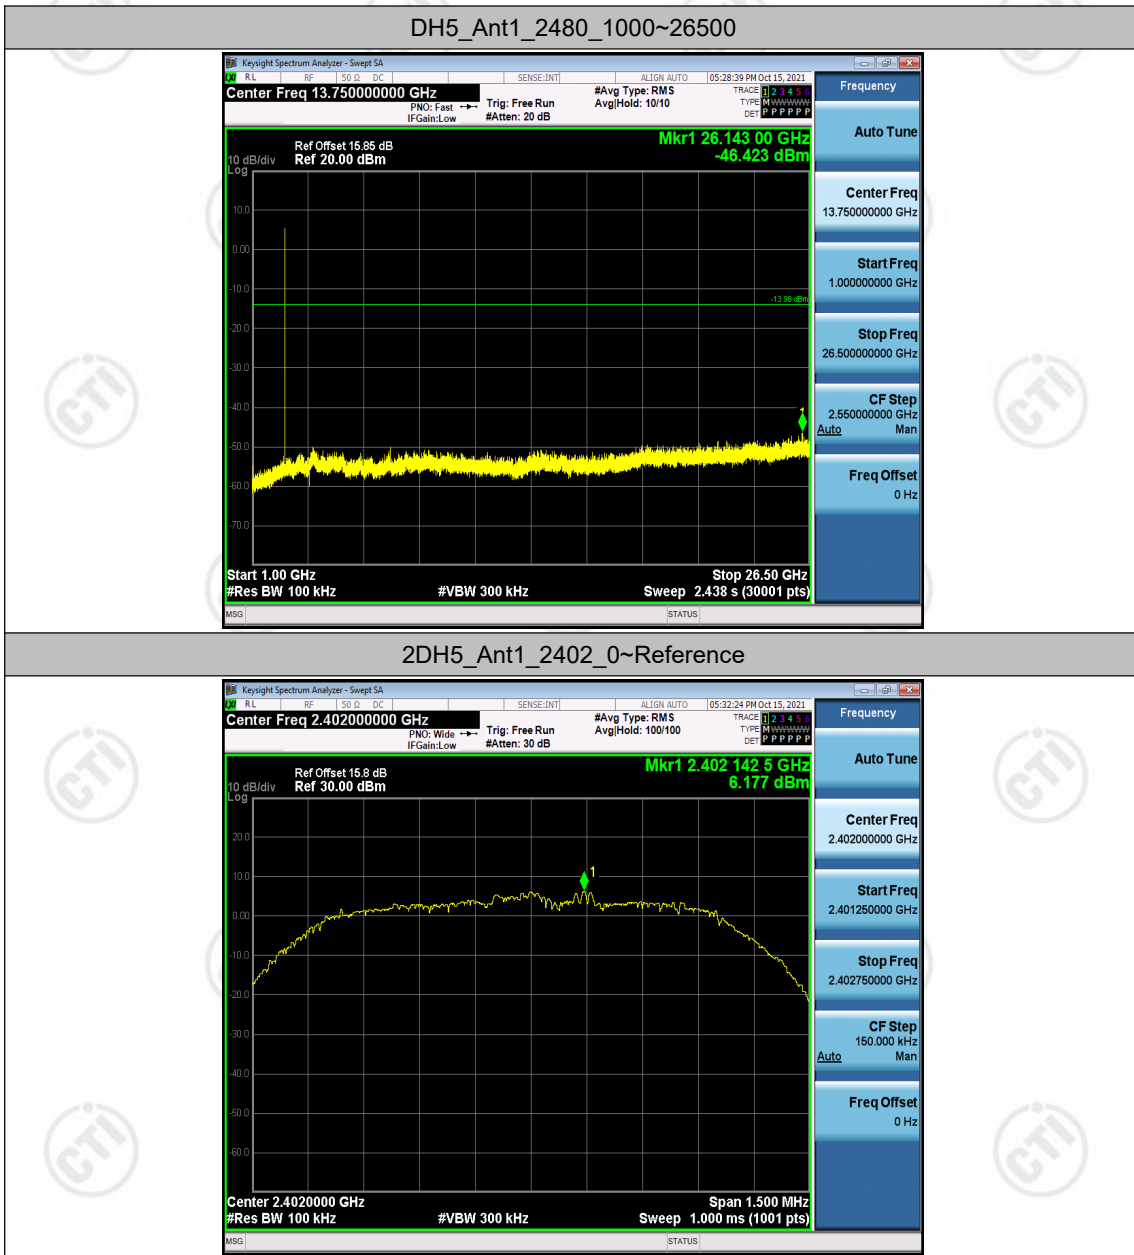 DH5_Ant1_2480_1000~26500
Keysight Spectrum Analyzer - Swept SA
LXI RL RF 50 Ω DC SENSE:INT ALIGN AUTO 05:28:39 PM Oct 15, 2021
Center Freq 13.750000000 GHz
PNO: Fast
IFGain:Low
Trig: Free Run
#Atten: 20 dB
#Avg Type: RMS
Avg|Hold: 10/10
TRACE 1 2 3 4 5 6
TYPE M WWWWW
DET P P P P P P
Mkr1 26.143 00 GHz
-46.423 dBm
Ref Offset 15.85 dB
10 dB/div Ref 20.00 dBm
Log
10.0
0.00
-10.0
-13.98 dBm
-20.0
-30.0
-40.0
1
-50.0
-60.0
-70.0
Start 1.00 GHz Stop 26.50 GHz
#Res BW 100 kHz #VBW 300 kHz Sweep 2.438 s (30001 pts)
MSG STATUS
Frequency
Auto Tune
Center Freq
13.750000000 GHz
Start Freq
1.000000000 GHz
Stop Freq
26.500000000 GHz
CF Step
2.550000000 GHz
Auto Man
Freq Offset
0 Hz
2DH5_Ant1_2402_0~Reference
Keysight Spectrum Analyzer - Swept SA
LXI RL RF 50 Ω DC SENSE:INT ALIGN AUTO 05:32:24 PM Oct 15, 2021
Center Freq 2.402000000 GHz
PNO: Wide
IFGain:Low
Trig: Free Run
#Atten: 30 dB
#Avg Type: RMS
Avg|Hold: 100/100
TRACE 1 2 3 4 5 6
TYPE M WWWWW
DET P P P P P P
Mkr1 2.402 142 5 GHz
6.177 dBm
Ref Offset 15.8 dB
10 dB/div Ref 30.00 dBm
Log
20.0
10.0
1
0.00
-10.0
-20.0
-30.0
-40.0
-50.0
-60.0
Center 2.4020000 GHz Span 1.500 MHz
#Res BW 100 kHz #VBW 300 kHz Sweep 1.000 ms (1001 pts)
MSG STATUS
Frequency
Auto Tune
Center Freq
2.402000000 GHz
Start Freq
2.401250000 GHz
Stop Freq
2.402750000 GHz
CF Step
150.000 kHz
Auto Man
Freq Offset
0 Hz
CTI
CTI
CTI
CTI
CTI
CTI